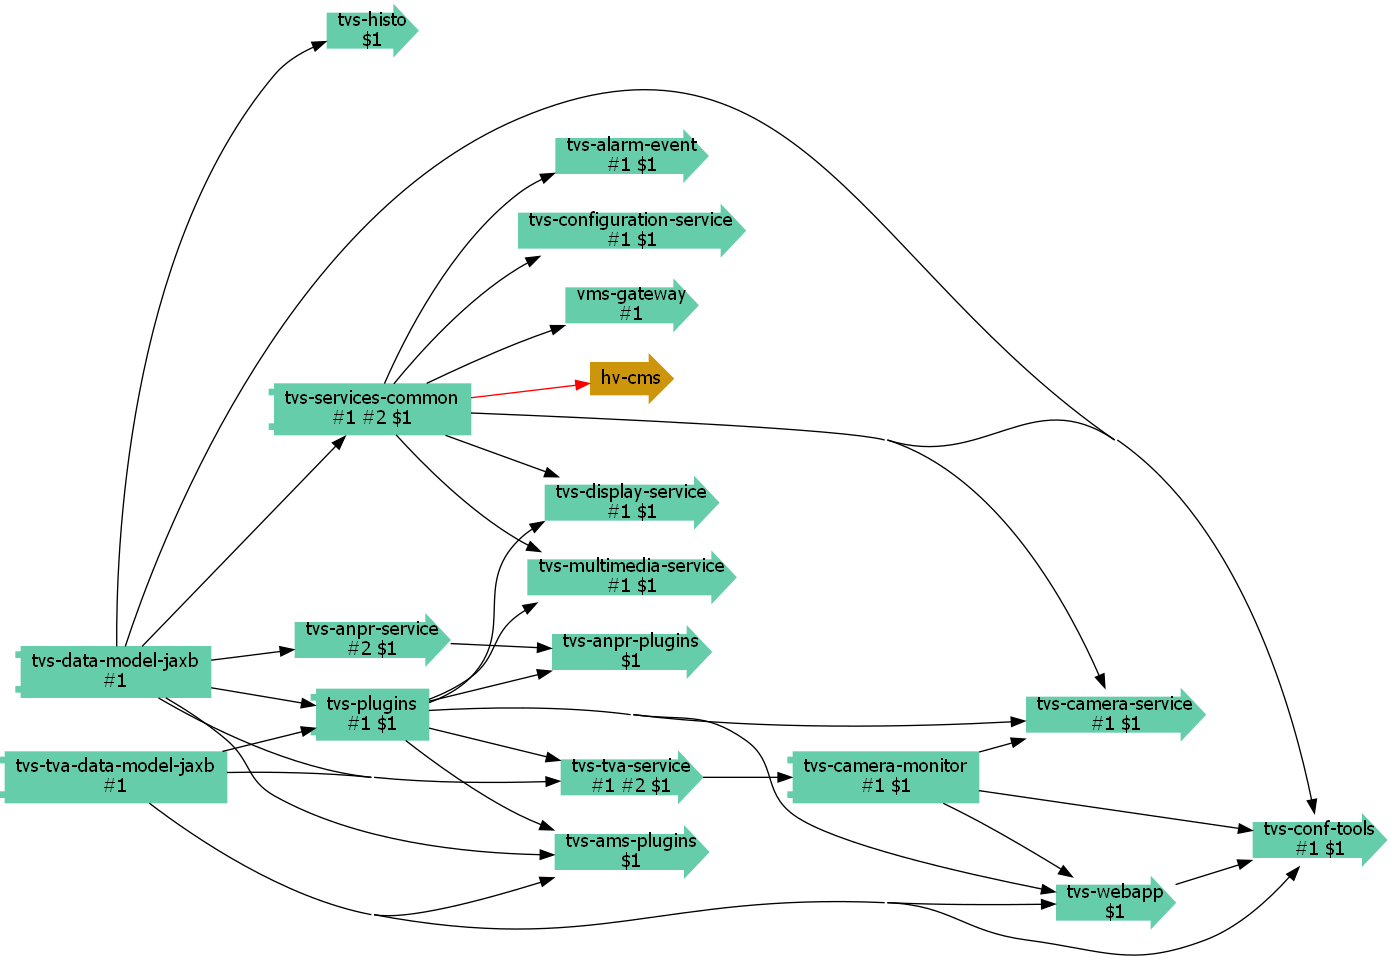 tvs-histo
$1
tvs-alarm-event
#1 $1
tvs-configuration-service
#1 $1
vms-gateway
#1
hv-cms
tvs-services-common
#1 #2 $1
tvs-display-service
#1 $1
tvs-multimedia-service
#1 $1
tvs-anpr-service
#2 $1
tvs-anpr-plugins
$1
tvs-data-model-jaxb
#1
tvs-plugins
#1 $1
tvs-camera-service
#1 $1
tvs-tva-data-model-jaxb
#1
tvs-tva-service
#1 #2 $1
tvs-camera-monitor
#1 $1
tvs-conf-tools
#1 $1
tvs-ams-plugins
$1
tvs-webapp
$1